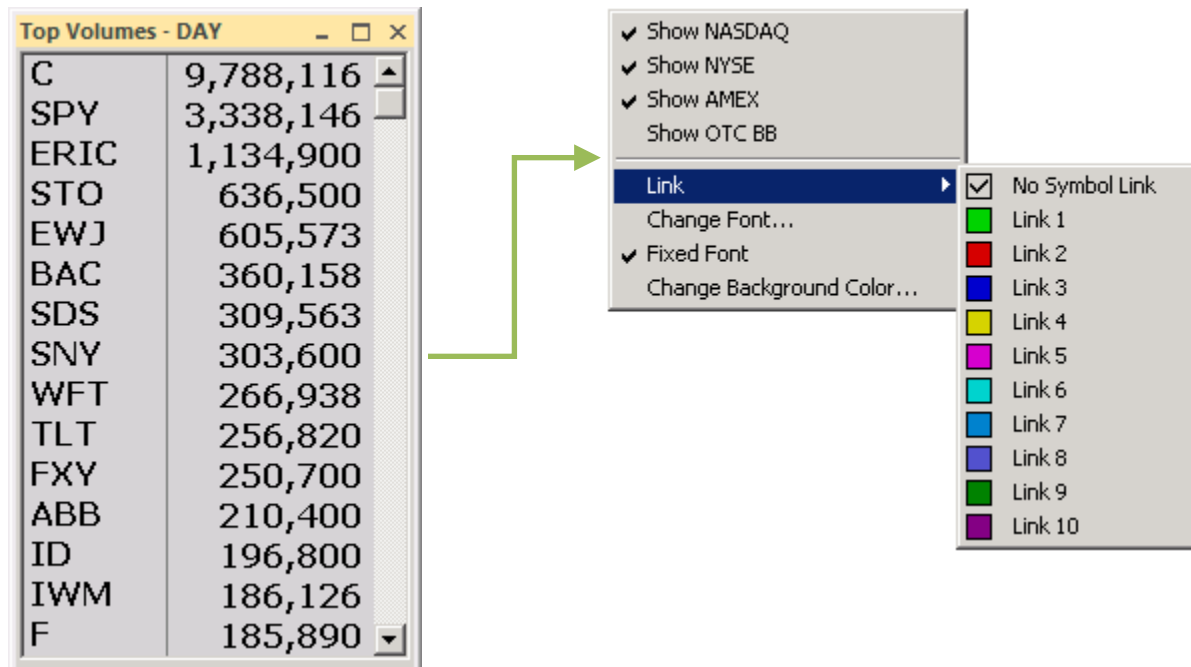 Top Volumes - DAY
C 9,788,116
SPY 3,338,146
ERIC 1,134,900
STO 636,500
EWJ 605,573
BAC 360,158
SDS 309,563
SNY 303,600
WFT 266,938
TLT 256,820
FXY 250,700
ABB 210,400
ID 196,800
IWM 186,126
F 185,890
Show NASDAQ
Show NYSE
Show AMEX
Show OTC BB
Link
Change Font...
Fixed Font
Change Background Color...
No Symbol Link
Link 1
Link 2
Link 3
Link 4
Link 5
Link 6
Link 7
Link 8
Link 9
Link 10